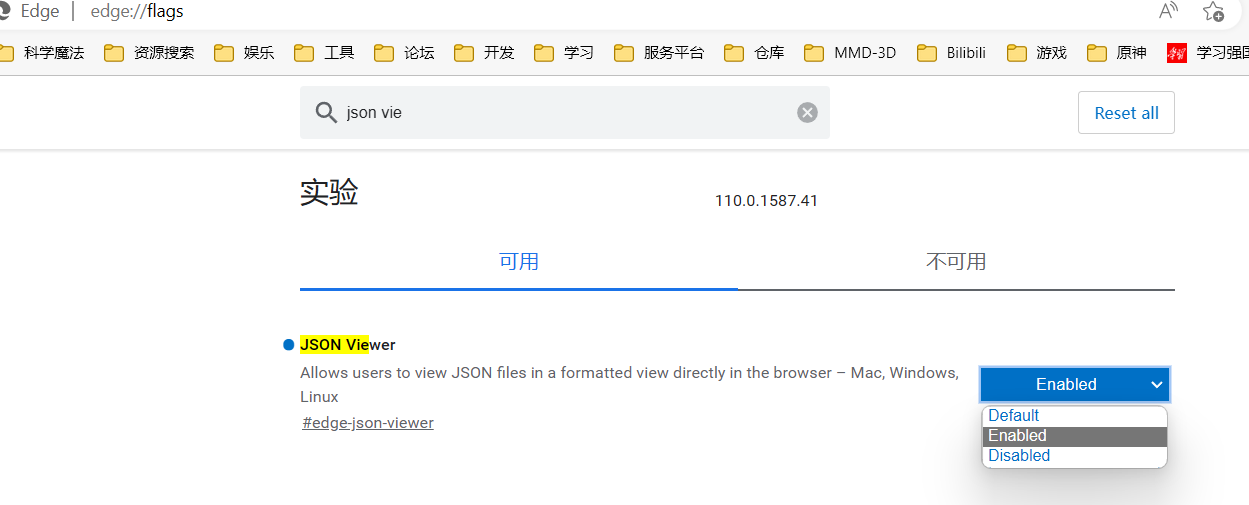 Edge | edge://flags
科学魔法 资源搜索 娱乐 工具 论坛 开发 学习 服务平台 仓库 MMD-3D Bilibili 游戏 原神 学习强国
json vie
Reset all
实验
110.0.1587.41
可用 不可用
JSON Viewer
Allows users to view JSON files in a formatted view directly in the browser – Mac, Windows,
Linux
#edge-json-viewer
Enabled
Default
Enabled
Disabled